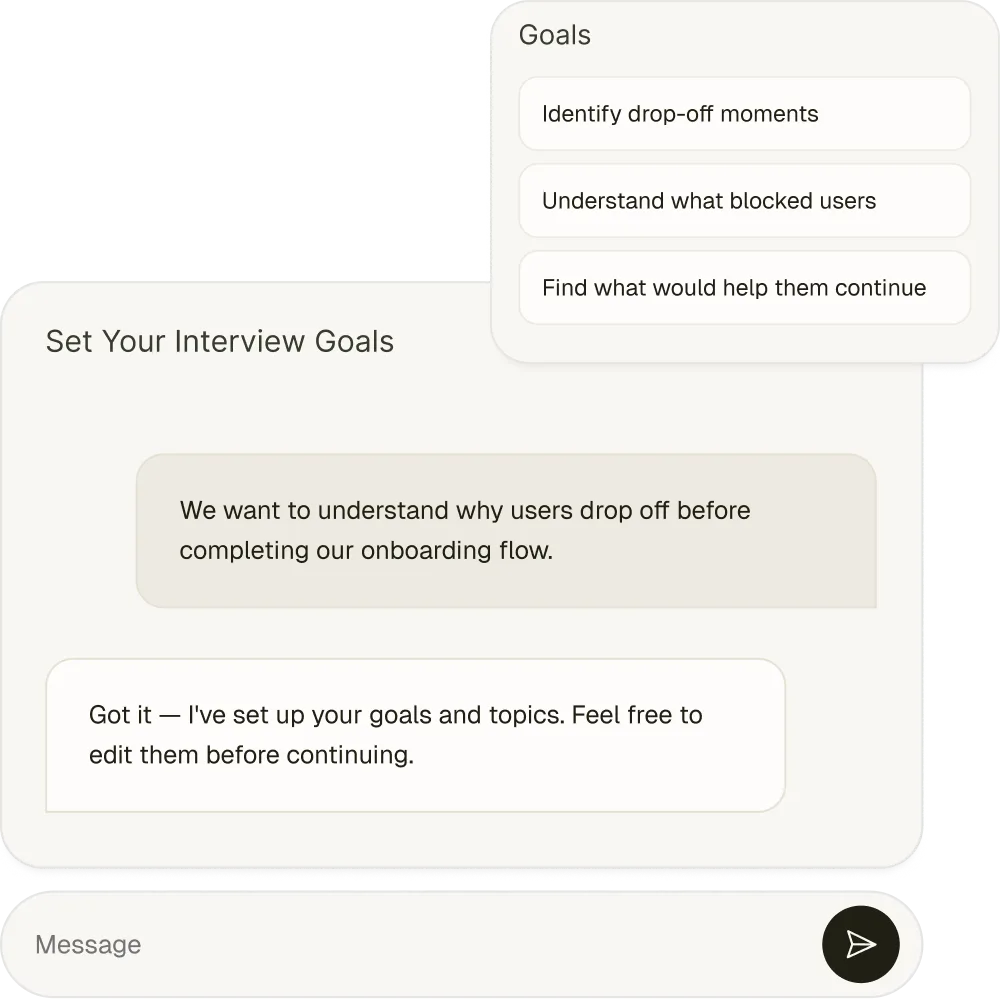 Goals
Identify drop-off moments
Understand what blocked users
Find what would help them continue
Set Your Interview Goals
We want to understand why users drop off before
completing our onboarding flow.
Got it — I've set up your goals and topics. Feel free to
edit them before continuing.
Message